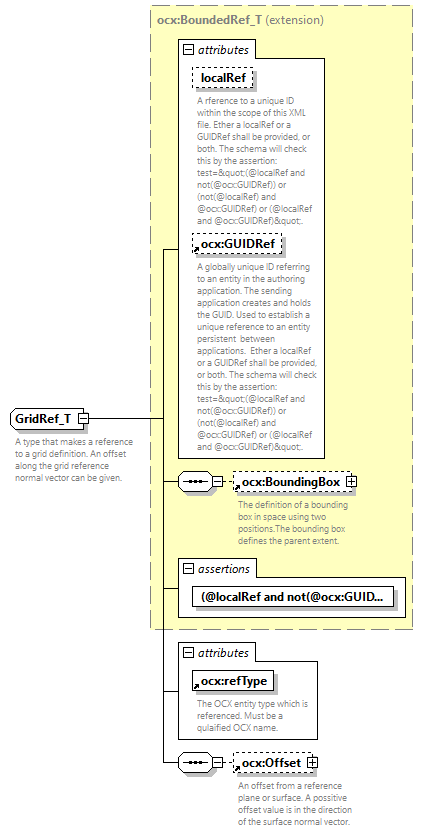 ocx:BoundedRef_T (extension)
attributes
localRef
A rference to a unique ID
within the scope of this XML
file. Ether a localRef or a
GUIDRef shall be provided, or
both. The schema will check
this by the assertion:
test=&quot;(@localRef and
not(@ocx:GUIDRef)) or
(not(@localRef) and
@ocx:GUIDRef) or (@localRef
and @ocx:GUIDRef)&quot;.
ocx:GUIDRef
A globally unique ID referring
to an entity in the authoring
application. The sending
application creates and holds
the GUID. Used to establish a
unique reference to an entity
persistent between
applications. Ether a localRef
or a GUIDRef shall be provided,
or both. The schema will check
this by the assertion:
test=&quot;(@localRef and
not(@ocx:GUIDRef)) or
(not(@localRef) and
@ocx:GUIDRef) or (@localRef
and @ocx:GUIDRef)&quot;.
GridRef_T
A type that makes a reference
to a grid definition. An offset
along the grid reference
normal vector can be given.
ocx:BoundingBox
The definition of a bounding
box in space using two
positions.The bounding box
defines the parent extent.
assertions
(@localRef and not(@ocx:GUID...
attributes
ocx:refType
The OCX entity type which is
referenced. Must be a
qulaified OCX name.
ocx:Offset
An offset from a reference
plane or surface. A possitive
offset value is in the direction
of the surface normal vector.